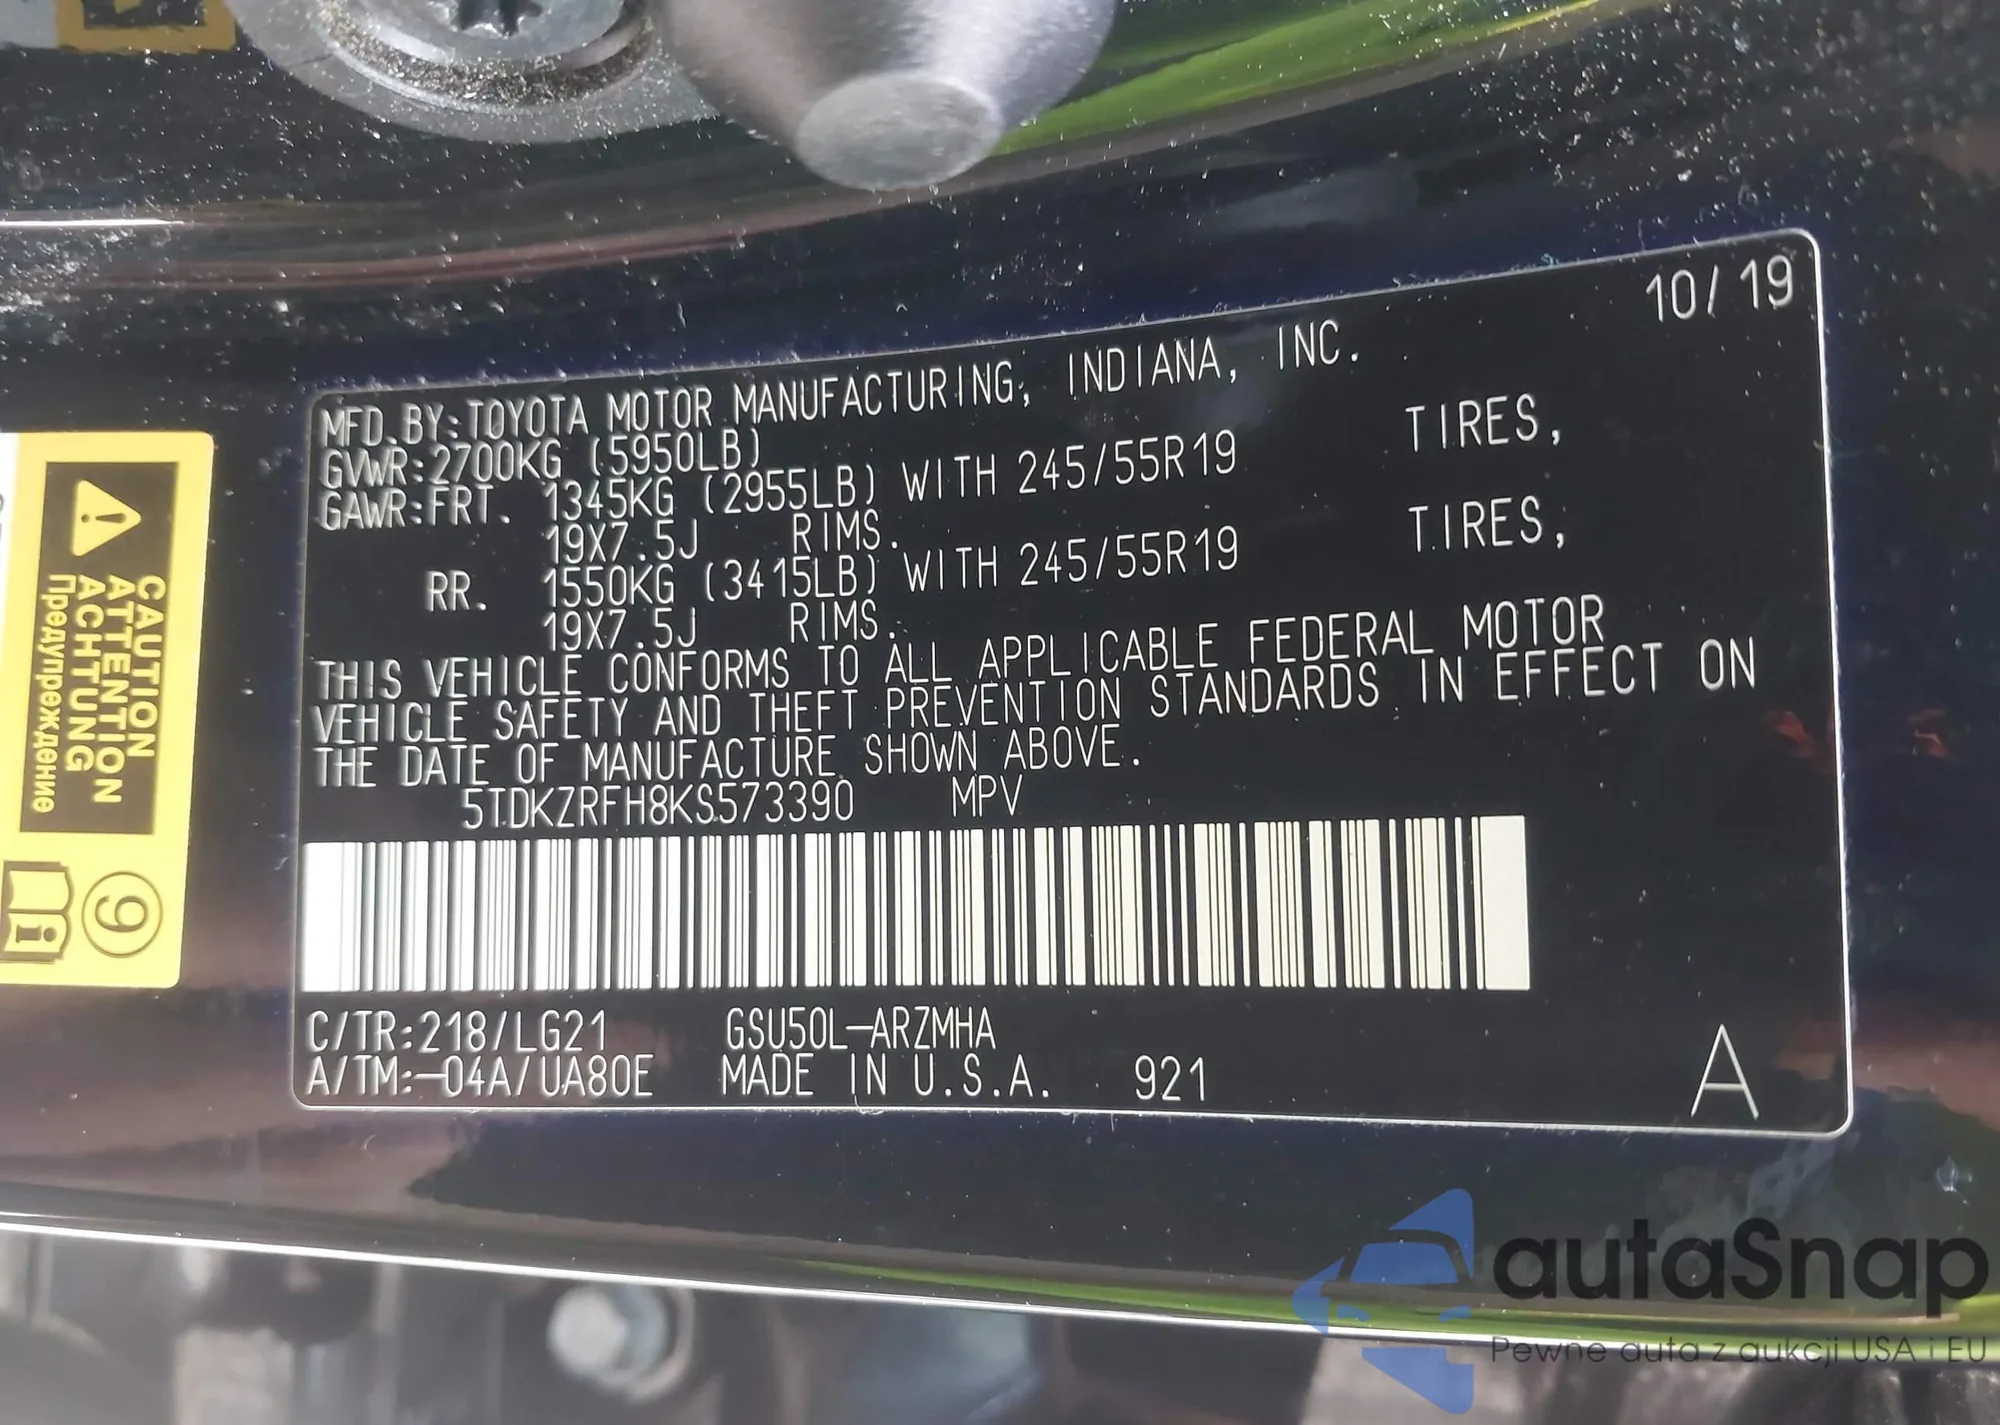 10/19
MFD.BY:TOYOTA MOTOR MANUFACTURING, INDIANA, INC.
GVWR:2700KG (5950LB)
GAWR:FRT. 1345KG (2955LB) WITH 245/55R19 TIRES,
19X7.5J RIMS.
RR. 1550KG (3415LB) WITH 245/55R19 TIRES,
19X7.5J RIMS.
THIS VEHICLE CONFORMS TO ALL APPLICABLE FEDERAL MOTOR
VEHICLE SAFETY AND THEFT PREVENTION STANDARDS IN EFFECT ON
THE DATE OF MANUFACTURE SHOWN ABOVE.
5TDKZRFH8KS573390 MPV
C/TR:218/LG21 GSU50L-ARZMHA
A/TM:-04A/UA80E MADE IN U.S.A. 921
A
CAUTION
ATTENTION
ACHTUNG
Предупреждение
9
i
autaSnap
Pewne auta z aukcji USA i EU